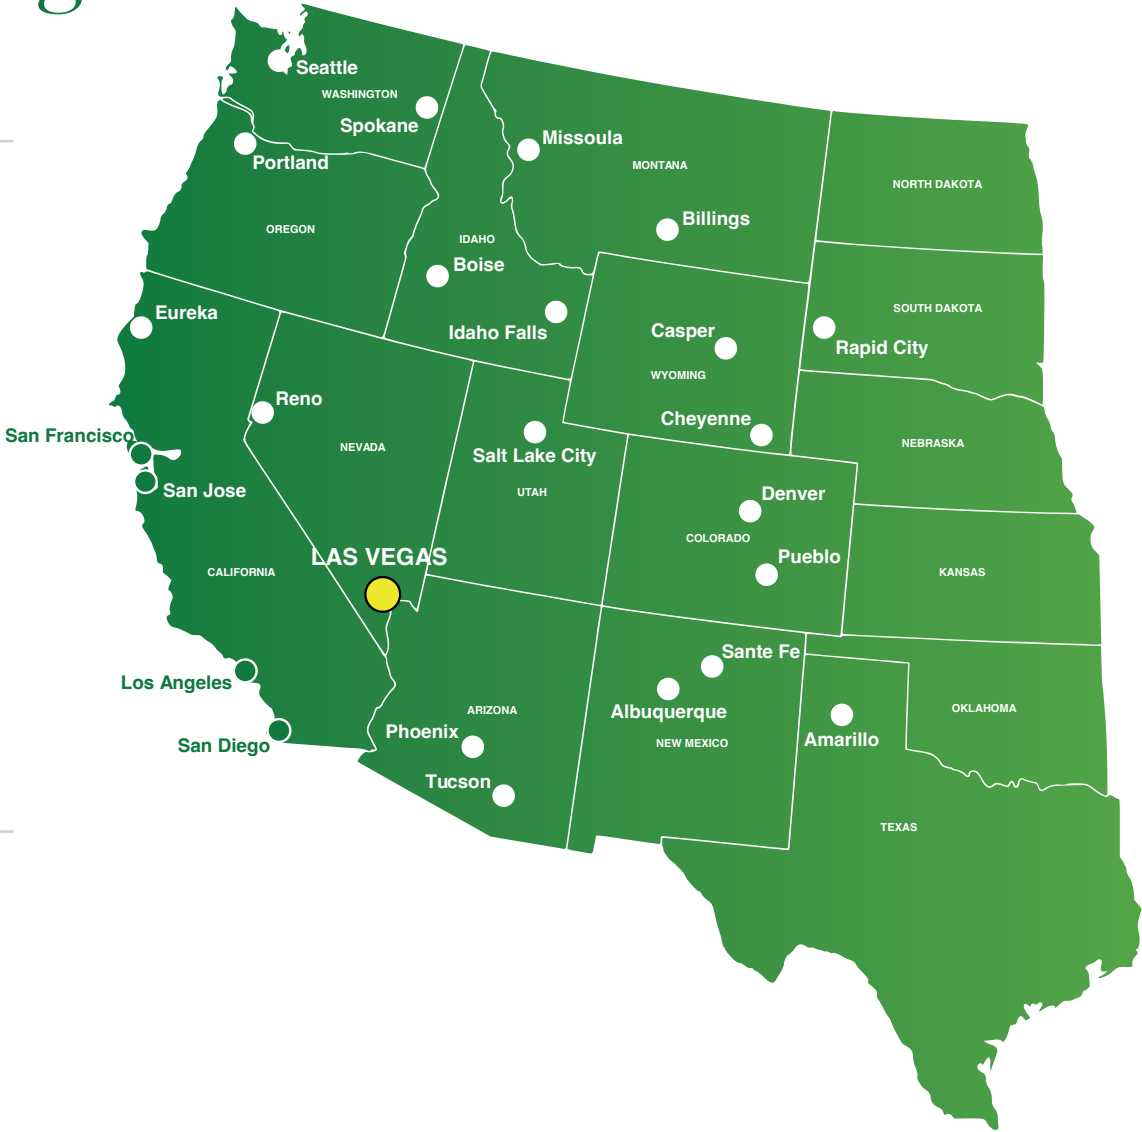 g
Seattle
WASHINGTON
Spokane
Portland
OREGON
Missoula
MONTANA
Billings
NORTH DAKOTA
IDAHO
Boise
Idaho Falls
SOUTH DAKOTA
Rapid City
Casper
WYOMING
Cheyenne
Eureka
Reno
NEVADA
San Francisco
San Jose
Salt Lake City
UTAH
NEBRASKA
Denver
COLORADO
Pueblo
KANSAS
LAS VEGAS
CALIFORNIA
Los Angeles
San Diego
ARIZONA
Phoenix
Tucson
Sante Fe
Albuquerque
NEW MEXICO
Amarillo
OKLAHOMA
TEXAS